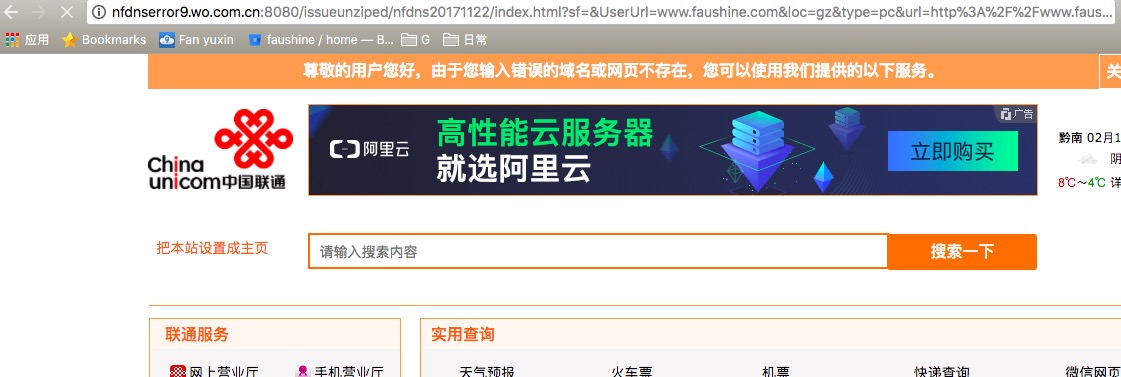 nfdnserror9.wo.com.cn:8080/issueunziped/nfdns20171122/index.html?sf=&UserUrl=www.faushine.com&loc=gz&type=pc&url=http%3A%2F%2Fwww.faus...
应用 Bookmarks Fan yuxin faushine / home — B... G 日常
尊敬的用户您好，由于您输入错误的域名或网页不存在，您可以使用我们提供的以下服务。 关
广告
高性能云服务器
阿里云
就选阿里云
立即购买
China
unicom中国联通
黔南 02月1
阴
8℃～4℃ 详
把本站设置成主页 请输入搜索内容 搜索一下
联通服务 实用查询
网上营业厅 手机营业厅 天气预报 火车票 机票 快递查询 微信网页